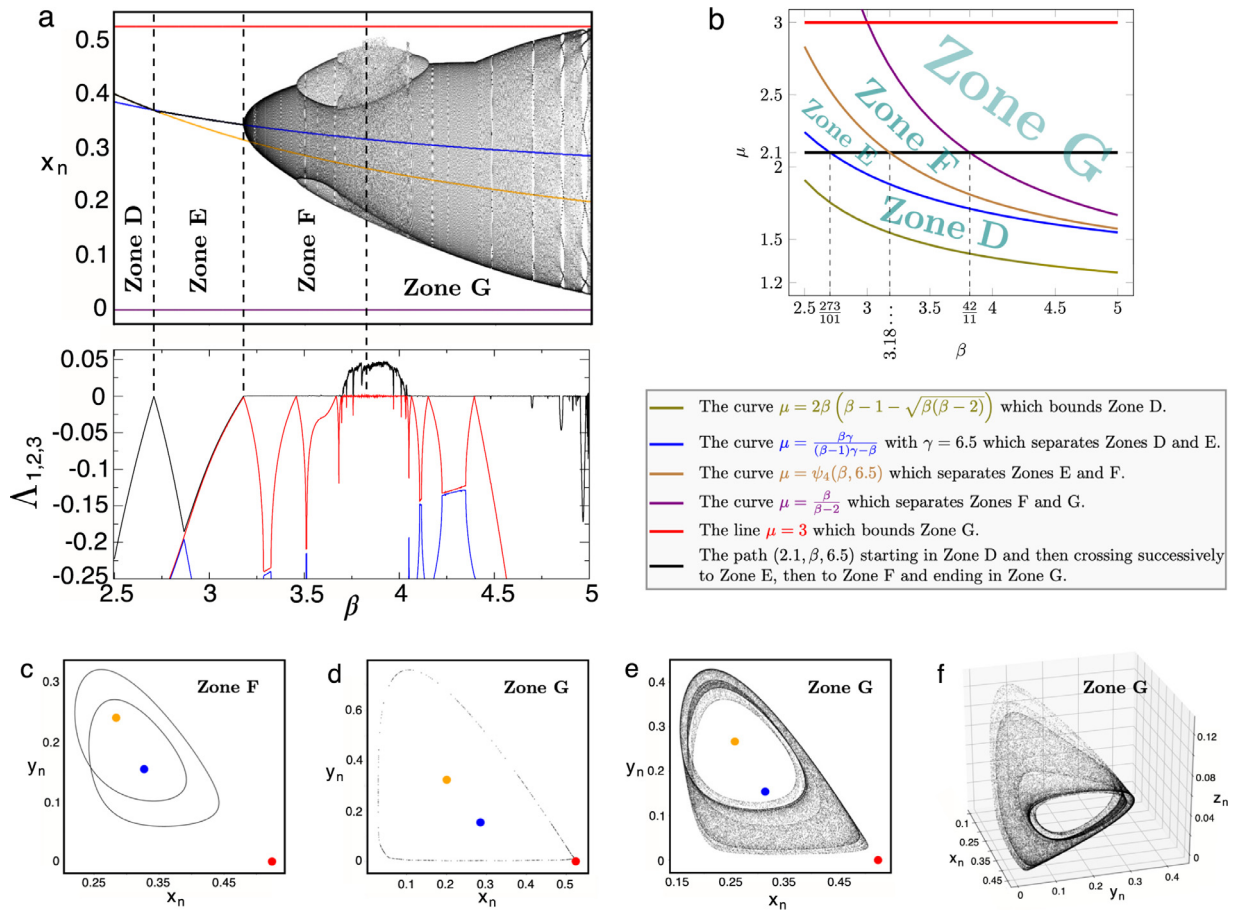 a
0.5
0.4
0.3
0.2
0.1
0
x_n
Zone D
Zone E
Zone F
Zone G
0.05
0
-0.05
-0.1
-0.15
-0.2
-0.25
Λ_{1,2,3}
2.5 3 3.5 4 4.5 5
β
b
3
2.5
2.1
2
1.5
1.2
μ
Zone G
Zone F
Zone E
Zone D
2.5 273/101 3 3.5 42/11 4 4.5 5
3.18⋯
β
The curve μ = 2β(β − 1 − √(β(β−2))) which bounds Zone D.
The curve μ = βγ/((β−1)γ−β) with γ = 6.5 which separates Zones D and E.
The curve μ = ψ₄(β, 6.5) which separates Zones E and F.
The curve μ = β/(β−2) which separates Zones F and G.
The line μ = 3 which bounds Zone G.
The path (2.1, β, 6.5) starting in Zone D and then crossing successively
to Zone E, then to Zone F and ending in Zone G.
c
Zone F
0.3
0.2
y_n
0.1
0
0.25 0.35 0.45
x_n
d
Zone G
0.6
0.4
y_n
0.2
0
0.1 0.2 0.3 0.4 0.5
x_n
e
Zone G
0.4
0.3
0.2
y_n
0.1
0
0.15 0.25 0.35 0.45
x_n
f
Zone G
0.12
0.08
z_n
0.04
0
0.1
0.25
0.35
0.45
x_n
0 0.1 0.2 0.3 0.4 0.5
y_n